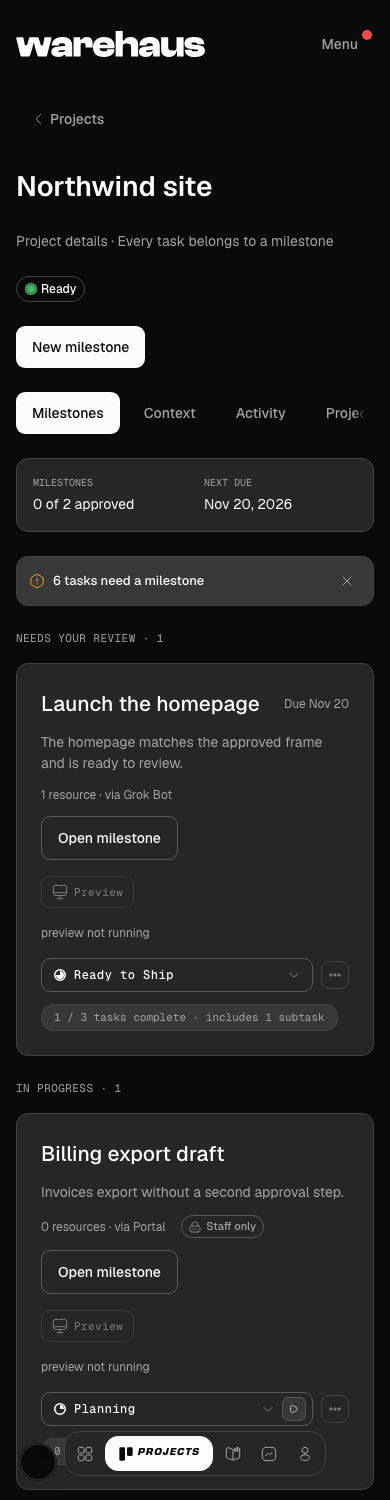 warehaus
Menu
Projects
Northwind site
Project details · Every task belongs to a milestone
Ready
New milestone
Milestones Context Activity Projec
MILESTONES NEXT DUE
0 of 2 approved Nov 20, 2026
6 tasks need a milestone
NEEDS YOUR REVIEW · 1
Launch the homepage Due Nov 20
The homepage matches the approved frame
and is ready to review.
1 resource · via Grok Bot
Open milestone
Preview
preview not running
Ready to Ship
1 / 3 tasks complete · includes 1 subtask
IN PROGRESS · 1
Billing export draft
Invoices export without a second approval step.
0 resources · via Portal Staff only
Open milestone
Preview
preview not running
Planning
0
PROJECTS